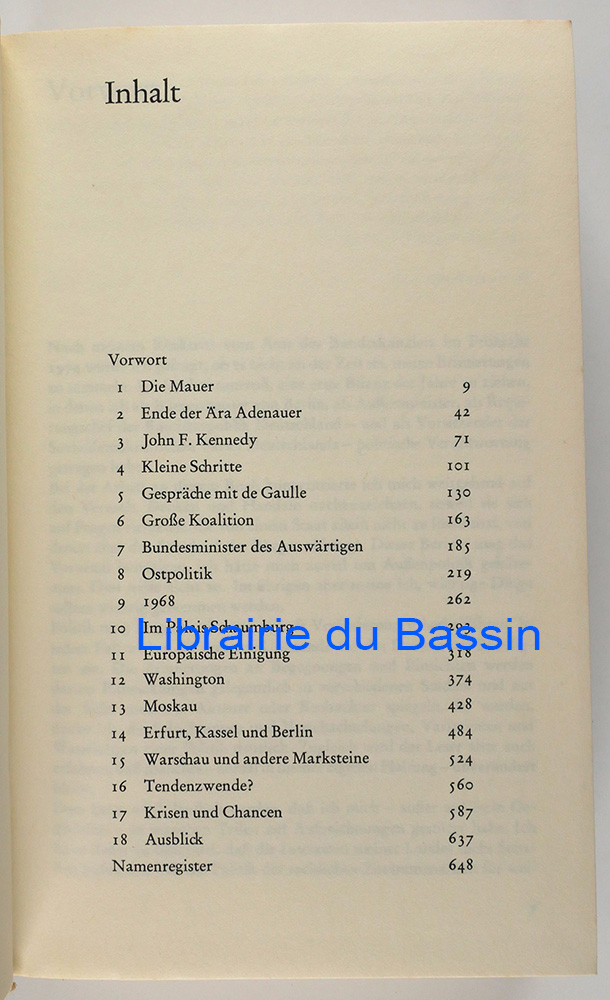 Inhalt
Vorwort
1 Die Mauer 9
2 Ende der Ära Adenauer 42
3 John F. Kennedy 71
4 Kleine Schritte 101
5 Gespräche mit de Gaulle 130
6 Große Koalition 163
7 Bundesminister des Auswärtigen 185
8 Ostpolitik 219
9 1968 262
10 Im Palais Schaumburg 293
Librairie du Bassin
11 Europäische Einigung 318
12 Washington 374
13 Moskau 428
14 Erfurt, Kassel und Berlin 484
15 Warschau und andere Marksteine 524
16 Tendenzwende? 560
17 Krisen und Chancen 587
18 Ausblick 637
Namenregister 648